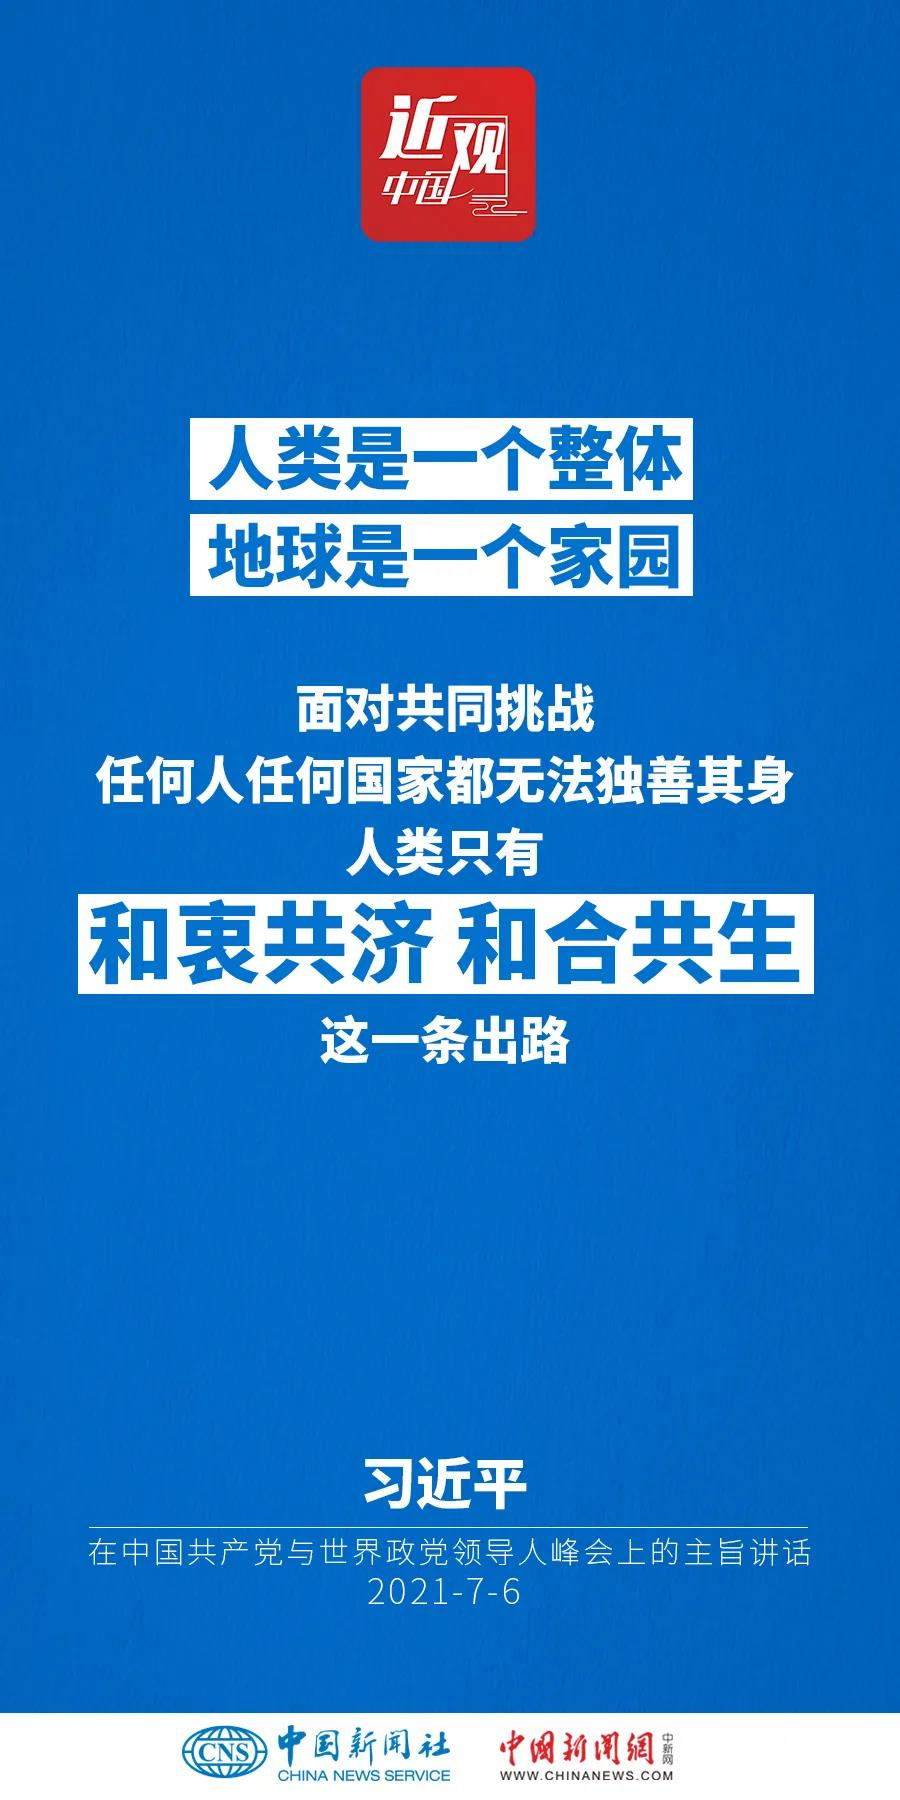 近观
中国
人类是一个整体
地球是一个家园
面对共同挑战
任何人任何国家都无法独善其身
人类只有
和衷共济 和合共生
这一条出路
习近平
在中国共产党与世界政党领导人峰会上的主旨讲话
2021-7-6
CNS 中国新闻社
CHINA NEWS SERVICE
中國新聞網 中新网
WWW.CHINANEWS.COM